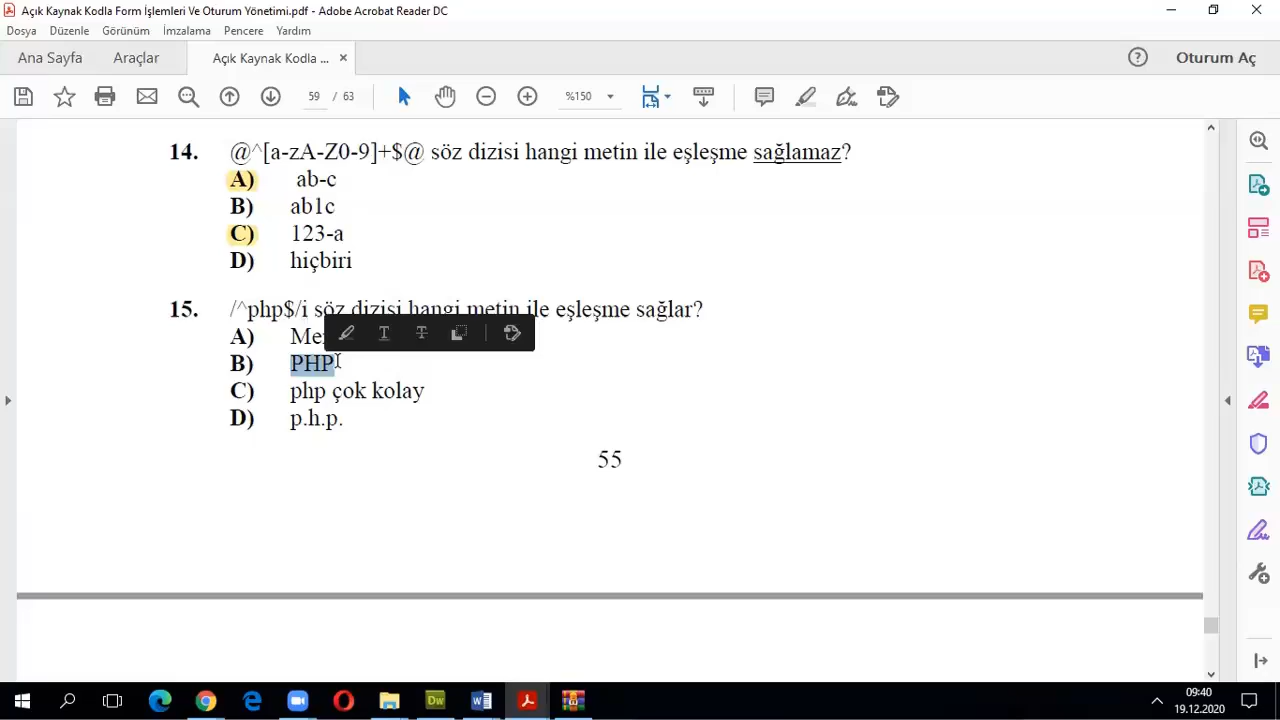 Açık Kaynak Kodla Form İşlemleri Ve Oturum Yönetimi.pdf - Adobe Acrobat Reader DC
Dosya Düzenle Görünüm İmzalama Pencere Yardım
Ana Sayfa Araçlar Açık Kaynak Kodla ... × Oturum Aç
59 / 63 %150
14. @^[a-zA-Z0-9]+$@ söz dizisi hangi metin ile eşleşme sağlamaz?
A) ab-c
B) ab1c
C) 123-a
D) hiçbiri
15. /^php$/i söz dizisi hangi metin ile eşleşme sağlar?
A)
B) PHP
C) php çok kolay
D) p.h.p.
55
Dw
09:40
19.12.2020